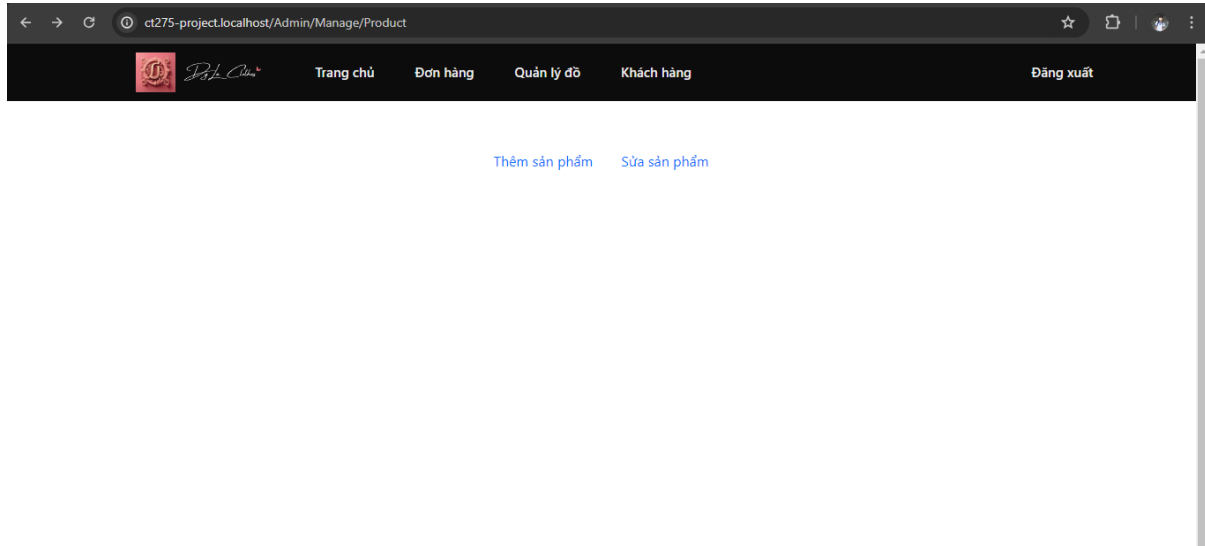 ct275-project.localhost/Admin/Manage/Product
Trang chủ Đơn hàng Quản lý đồ Khách hàng Đăng xuất
Thêm sản phẩm Sửa sản phẩm